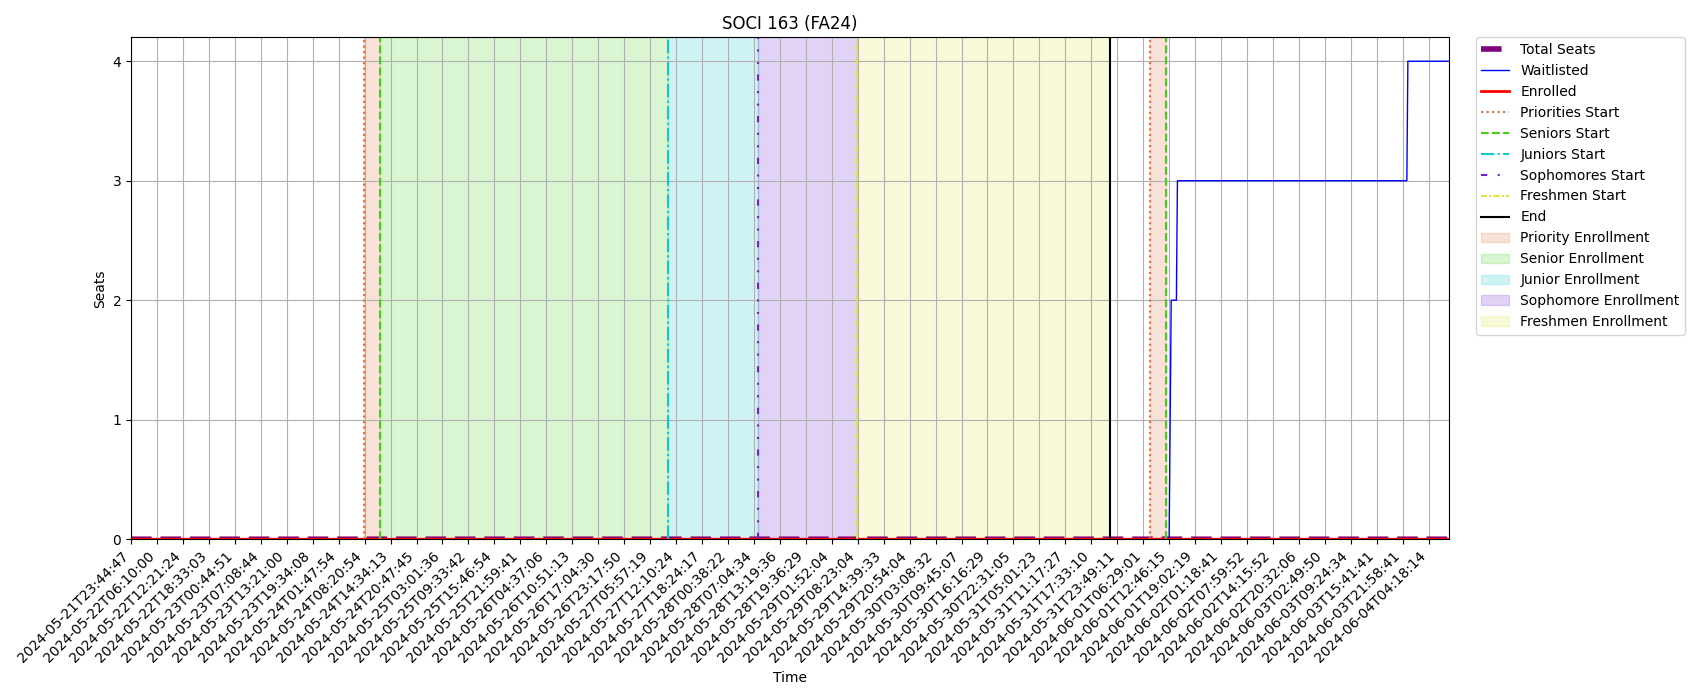 SOCI 163 (FA24)
Seats
4
3
2
1
0
2024-05-21T23:44:47
2024-05-22T06:10:00
2024-05-22T12:21:24
2024-05-22T18:33:03
2024-05-23T00:44:51
2024-05-23T07:08:44
2024-05-23T13:21:00
2024-05-23T19:34:08
2024-05-24T01:47:54
2024-05-24T08:20:54
2024-05-24T14:34:13
2024-05-24T20:47:45
2024-05-25T03:01:36
2024-05-25T09:33:42
2024-05-25T15:46:54
2024-05-25T21:59:41
2024-05-26T04:37:06
2024-05-26T10:51:13
2024-05-26T17:04:30
2024-05-26T23:17:50
2024-05-27T05:57:19
2024-05-27T12:10:24
2024-05-27T18:24:17
2024-05-28T00:38:22
2024-05-28T07:04:34
2024-05-28T13:19:36
2024-05-28T19:36:29
2024-05-29T01:52:04
2024-05-29T08:23:04
2024-05-29T14:39:33
2024-05-29T20:54:04
2024-05-30T03:08:32
2024-05-30T09:45:07
2024-05-30T16:16:29
2024-05-30T22:31:05
2024-05-31T05:01:23
2024-05-31T11:17:27
2024-05-31T17:33:10
2024-05-31T23:49:11
2024-06-01T06:29:01
2024-06-01T12:46:15
2024-06-01T19:02:19
2024-06-02T01:18:41
2024-06-02T07:59:52
2024-06-02T14:15:52
2024-06-02T20:32:06
2024-06-03T02:49:50
2024-06-03T09:24:34
2024-06-03T15:41:41
2024-06-03T21:58:41
2024-06-04T04:18:14
Time
Total Seats
Waitlisted
Enrolled
Priorities Start
Seniors Start
Juniors Start
Sophomores Start
Freshmen Start
End
Priority Enrollment
Senior Enrollment
Junior Enrollment
Sophomore Enrollment
Freshmen Enrollment